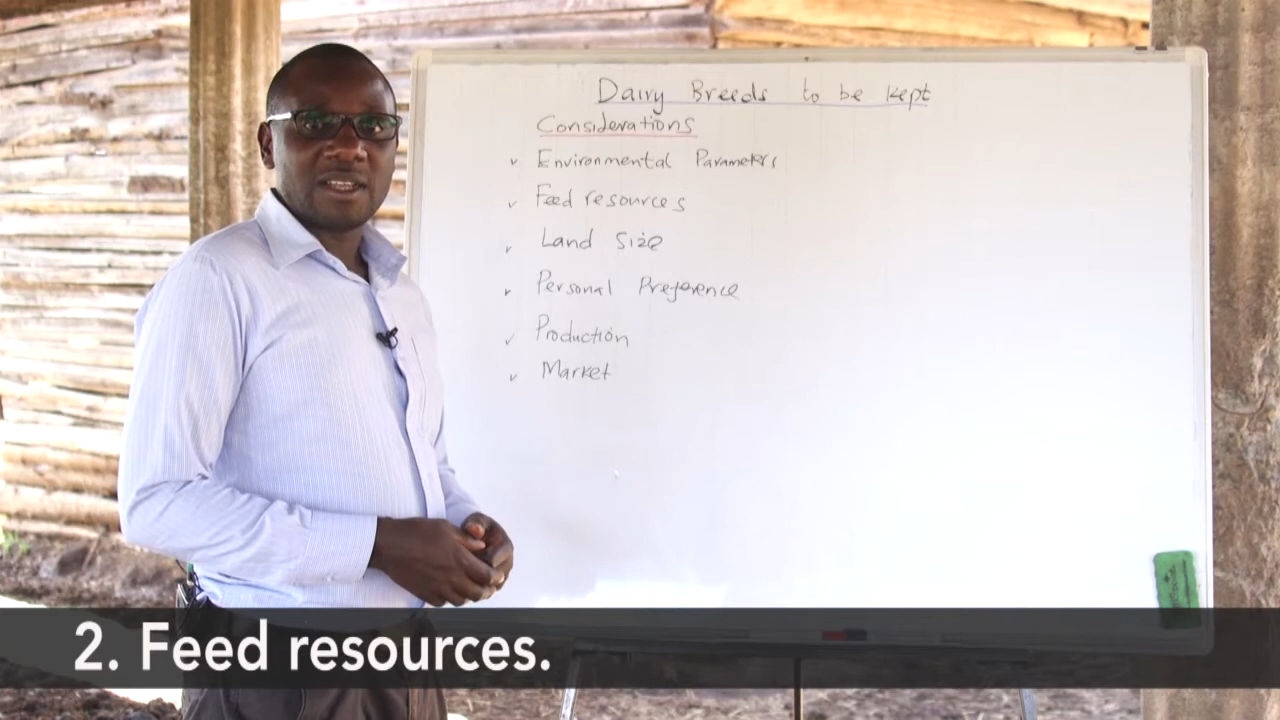 Dairy Breeds to be kept
Considerations
Environmental Parameters
Feed resources
Land Size
Personal Preference
Production
Market
2. Feed resources.